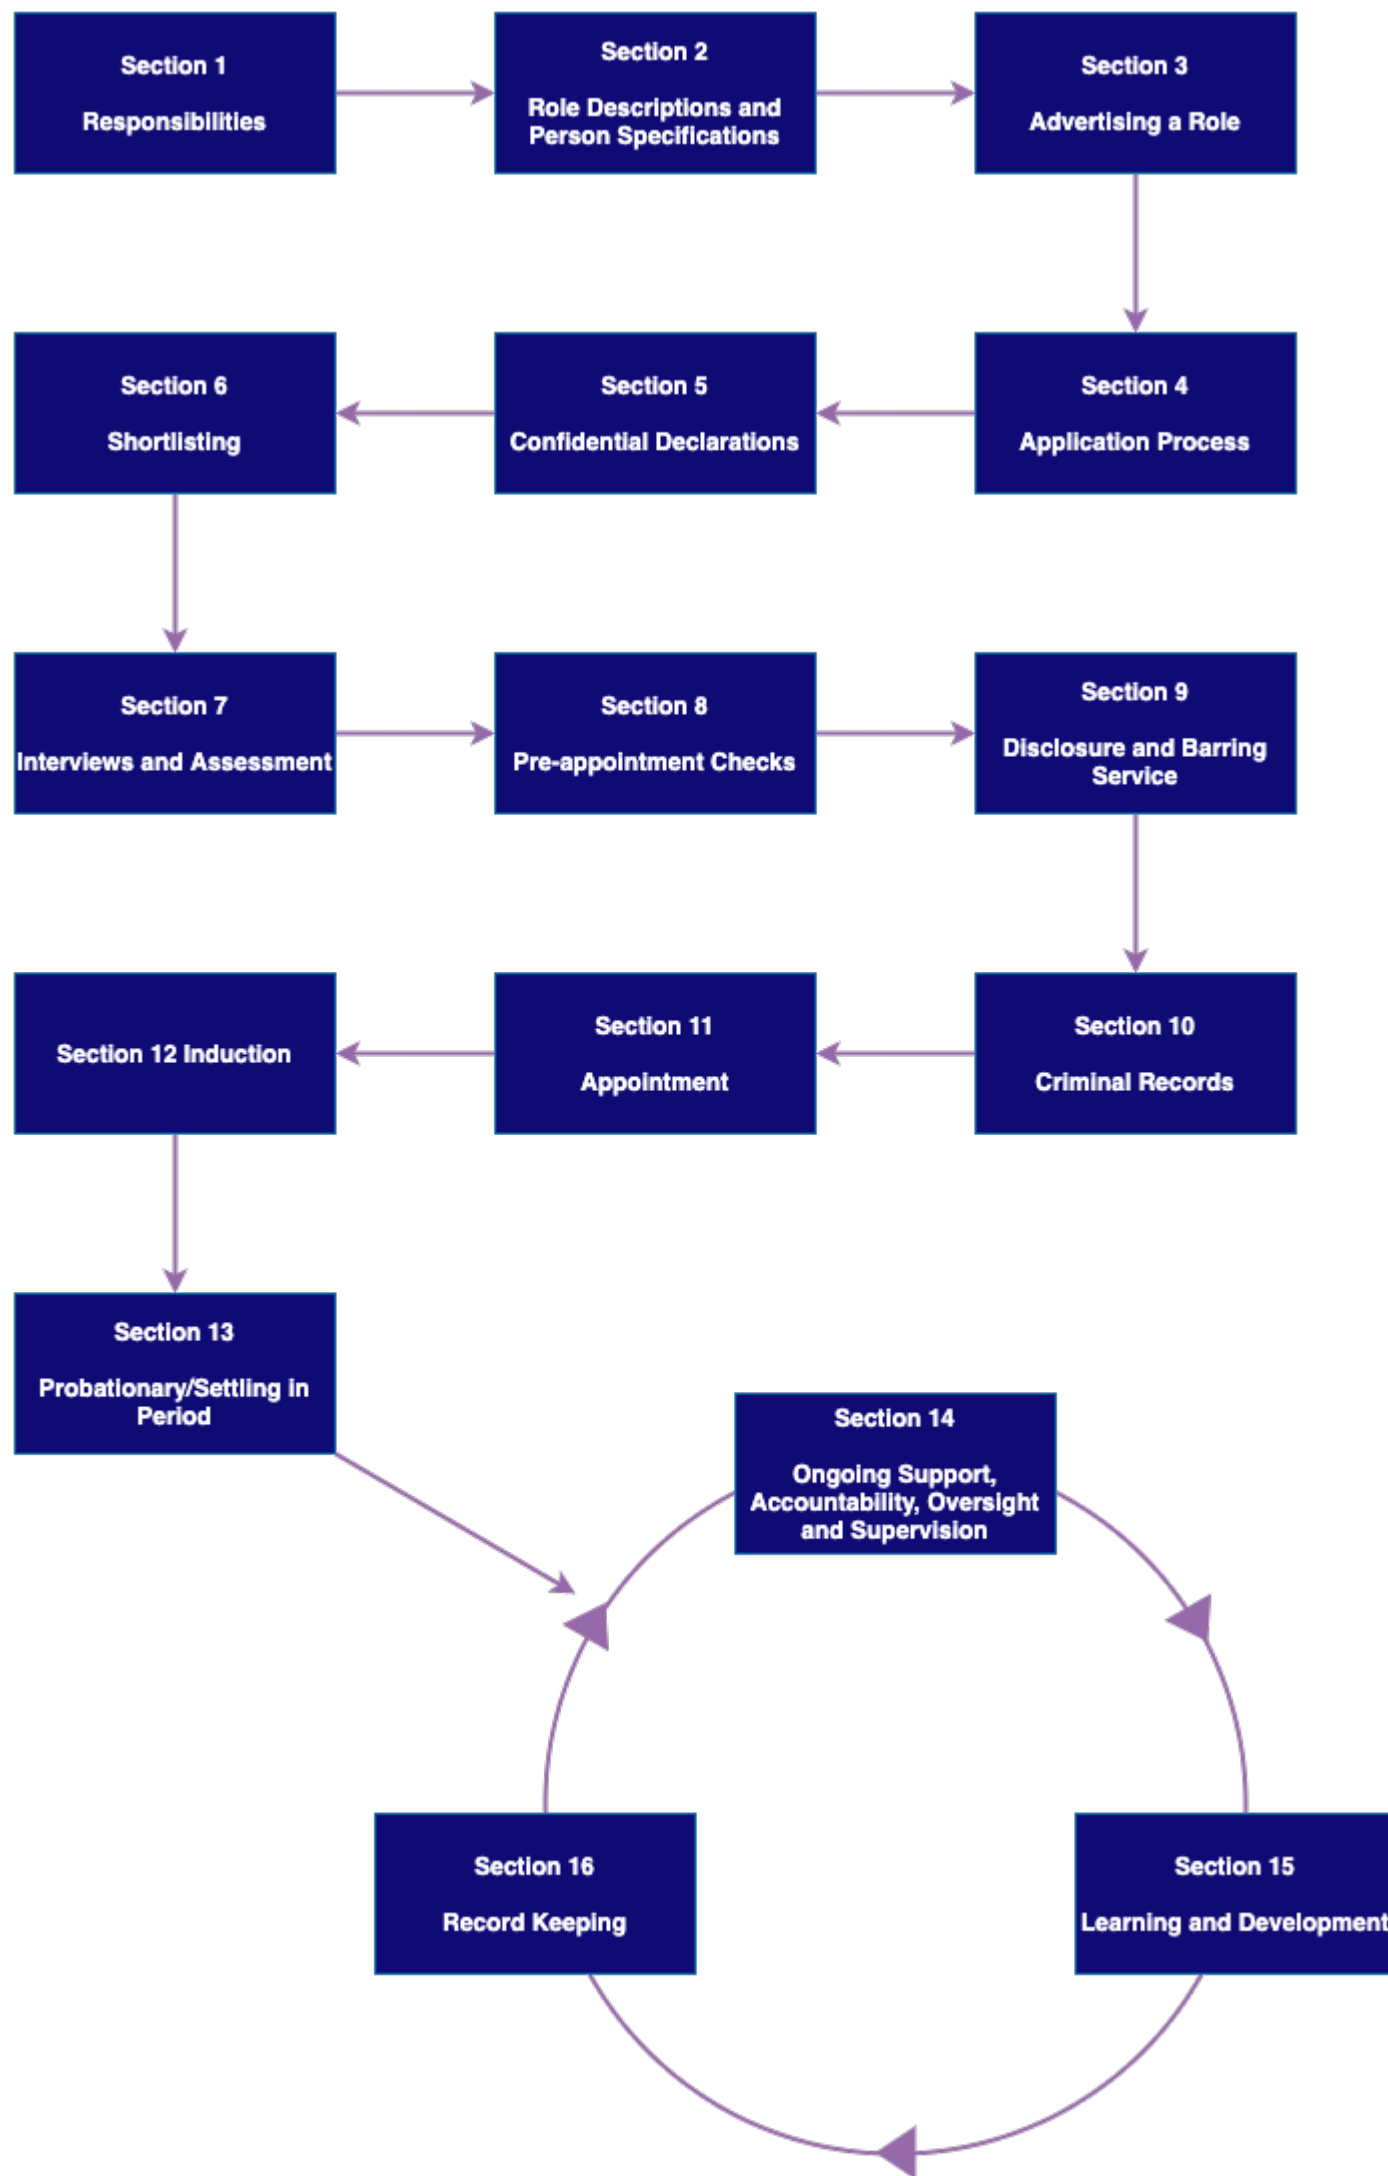 Section 1
Responsibilities
Section 2
Role Descriptions and
Person Specifications
Section 3
Advertising a Role
Section 4
Application Process
Section 5
Confidential Declarations
Section 6
Shortlisting
Section 7
Interviews and Assessment
Section 8
Pre-appointment Checks
Section 9
Disclosure and Barring
Service
Section 10
Criminal Records
Section 11
Appointment
Section 12 Induction
Section 13
Probationary/Settling in
Period
Section 14
Ongoing Support,
Accountability, Oversight
and Supervision
Section 15
Learning and Development
Section 16
Record Keeping